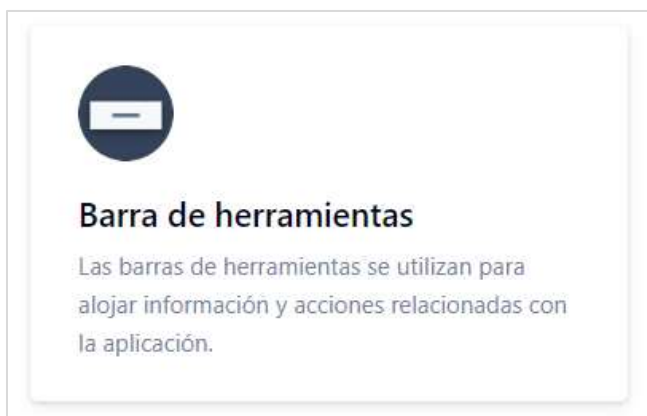 Barra de herramientas
Las barras de herramientas se utilizan para
alojar información y acciones relacionadas con
la aplicación.